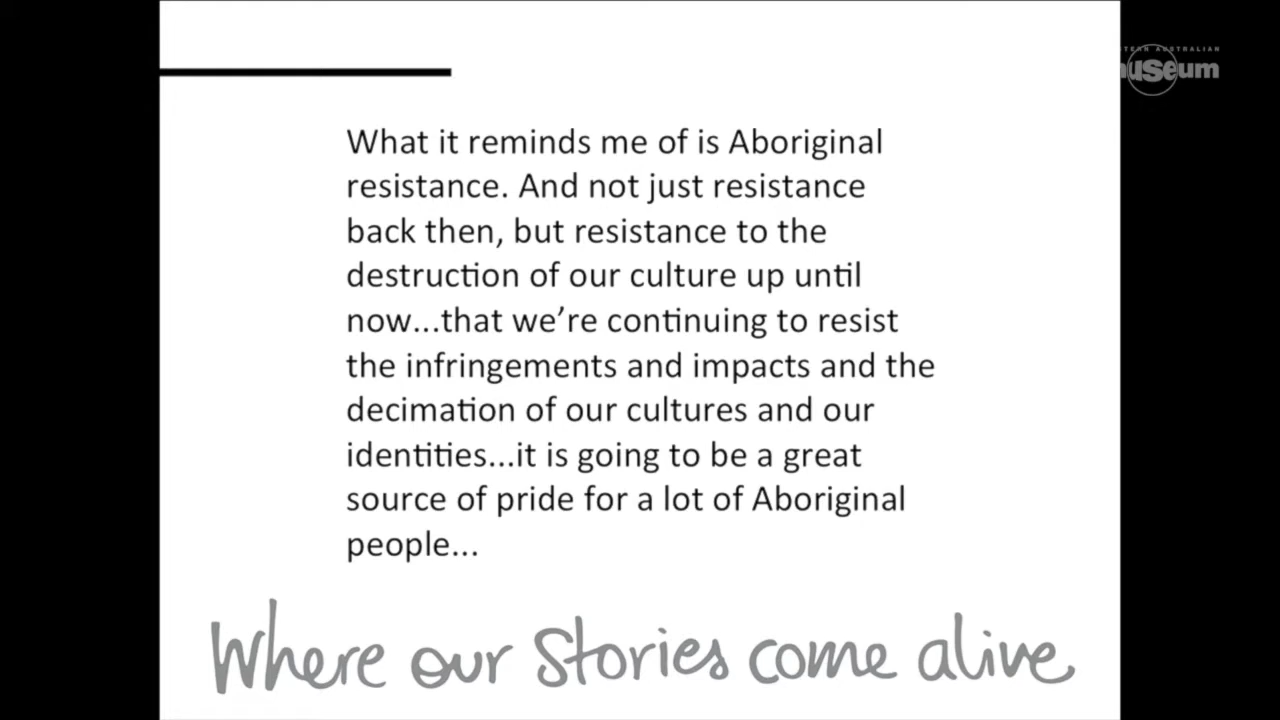 TERN AUSTRALIAN
museum
What it reminds me of is Aboriginal
resistance. And not just resistance
back then, but resistance to the
destruction of our culture up until
now...that we’re continuing to resist
the infringements and impacts and the
decimation of our cultures and our
identities...it is going to be a great
source of pride for a lot of Aboriginal
people...
Where our Stories come alive